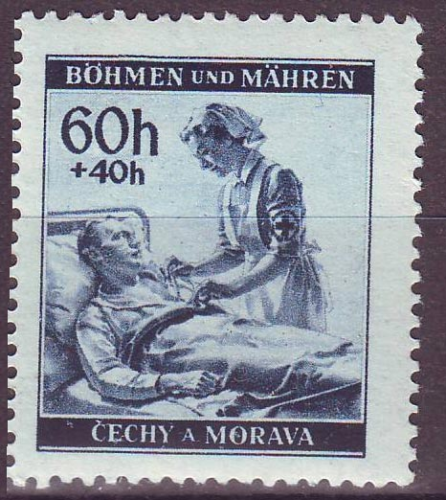 BÖHMEN UND MÄHREN
60h
+40h
ČECHY A MORAVA